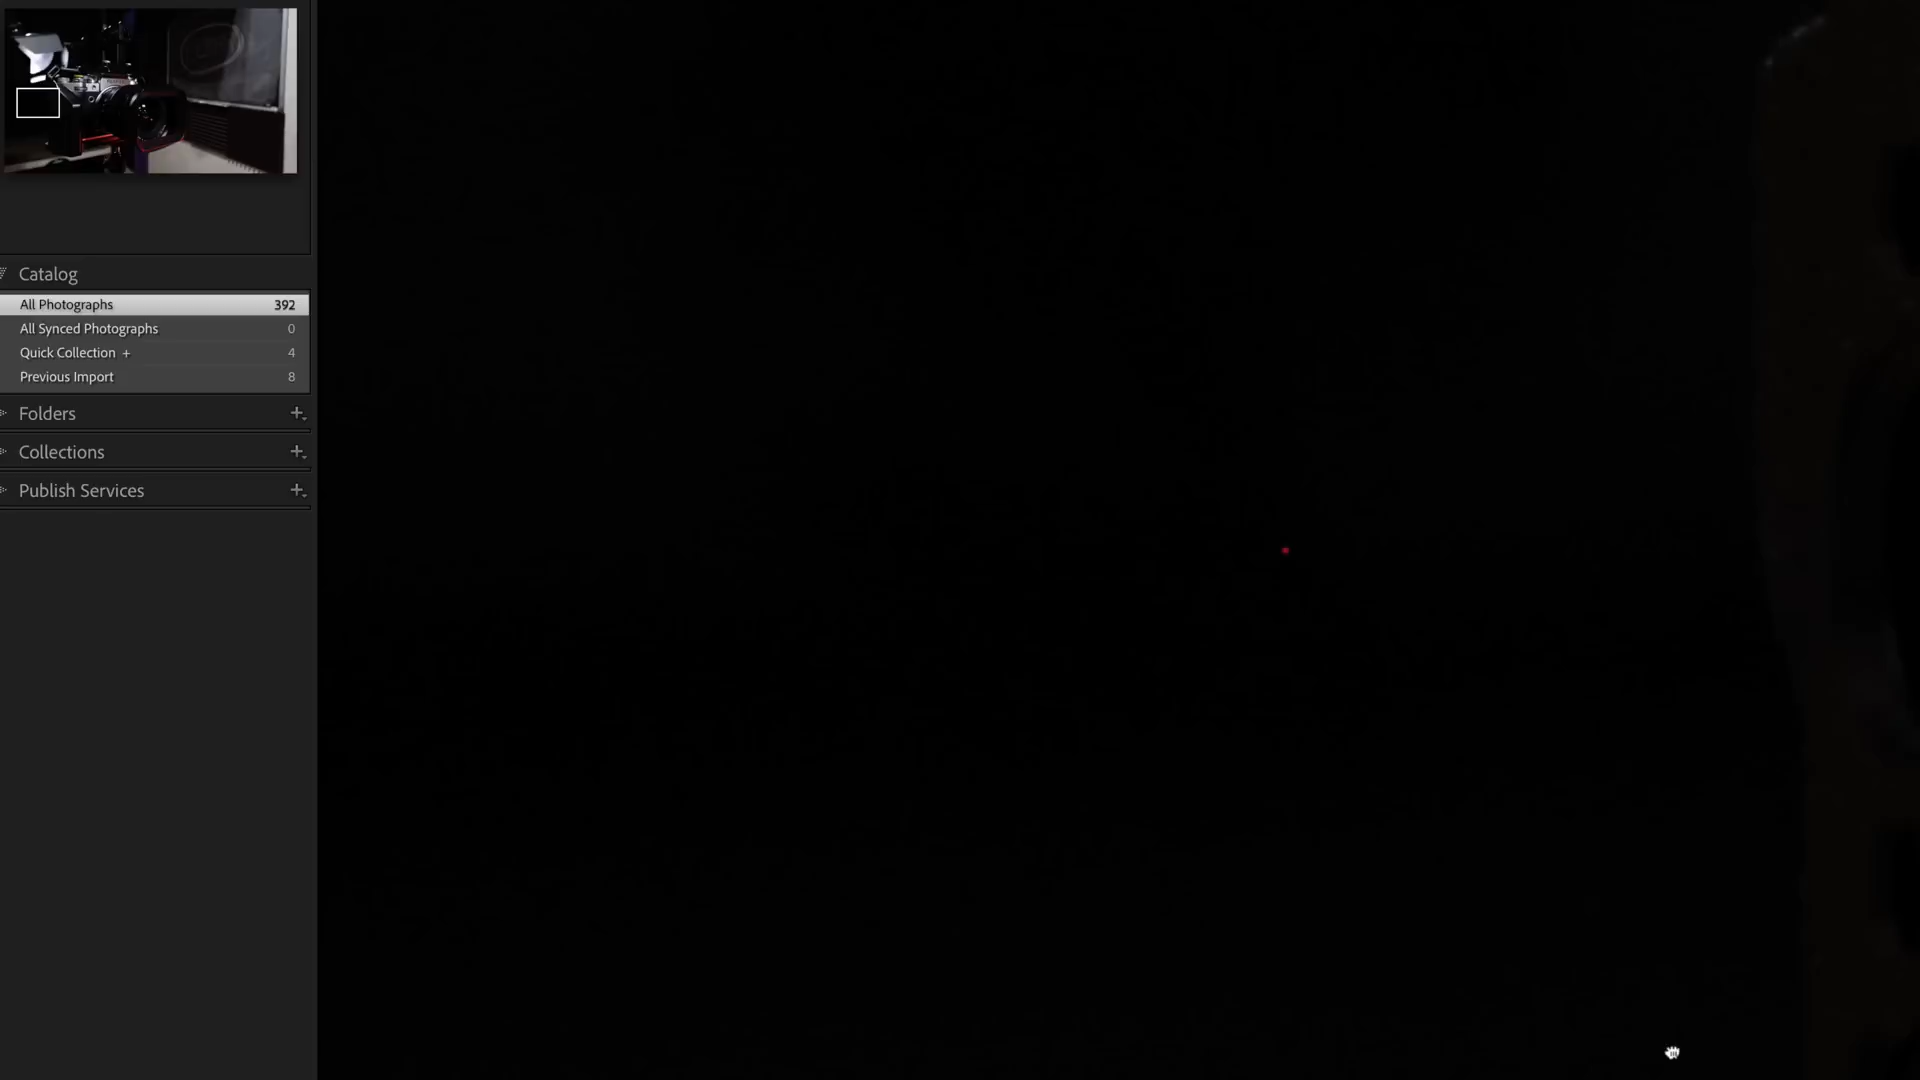 Catalog
All Photographs 392
All Synced Photographs 0
Quick Collection + 4
Previous Import 8
Folders
Collections
Publish Services